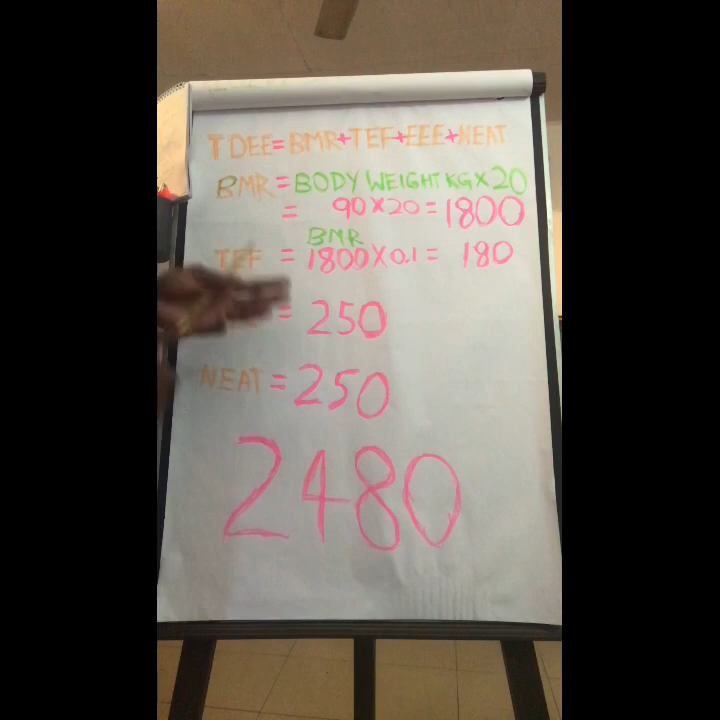 TDEE=BMR+TEF+EEE+NEAT
BMR = BODY WEIGHT KG X 20
= 90 X 20 = 1800
BMR
TEF = 1800 X 0.1 = 180
= 250
NEAT = 250
2480